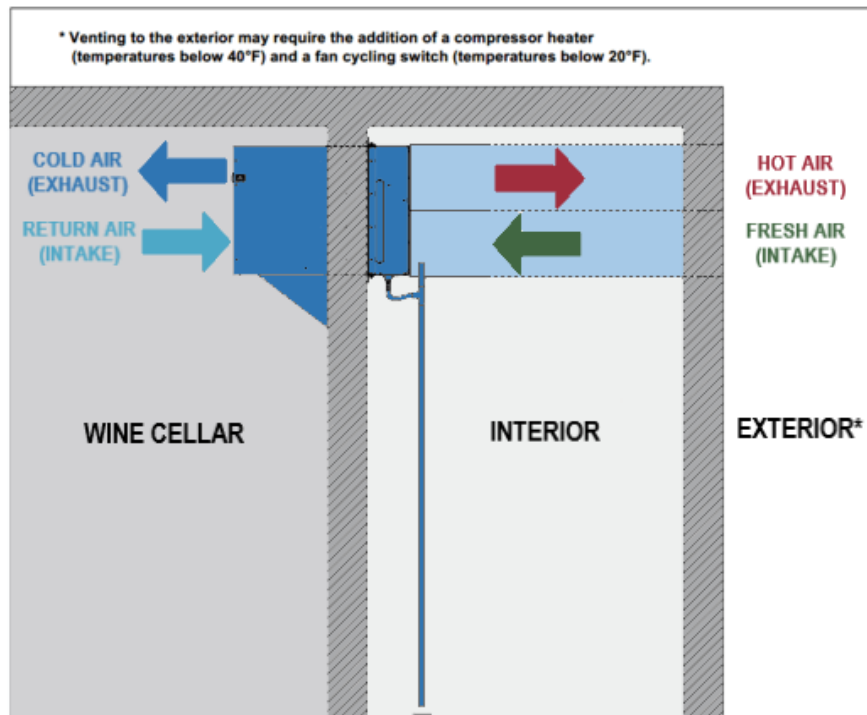 * Venting to the exterior may require the addition of a compressor heater
(temperatures below 40°F) and a fan cycling switch (temperatures below 20°F).
COLD AIR
(EXHAUST)
HOT AIR
(EXHAUST)
RETURN AIR
(INTAKE)
FRESH AIR
(INTAKE)
WINE CELLAR
INTERIOR
EXTERIOR*